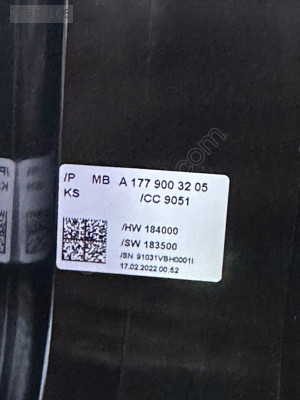 /P MB A 177 900 32 05
KS /CC 9051
/HW 184000
/SW 183500
/SN 91031VBH0001I
17.02.2022 00:52